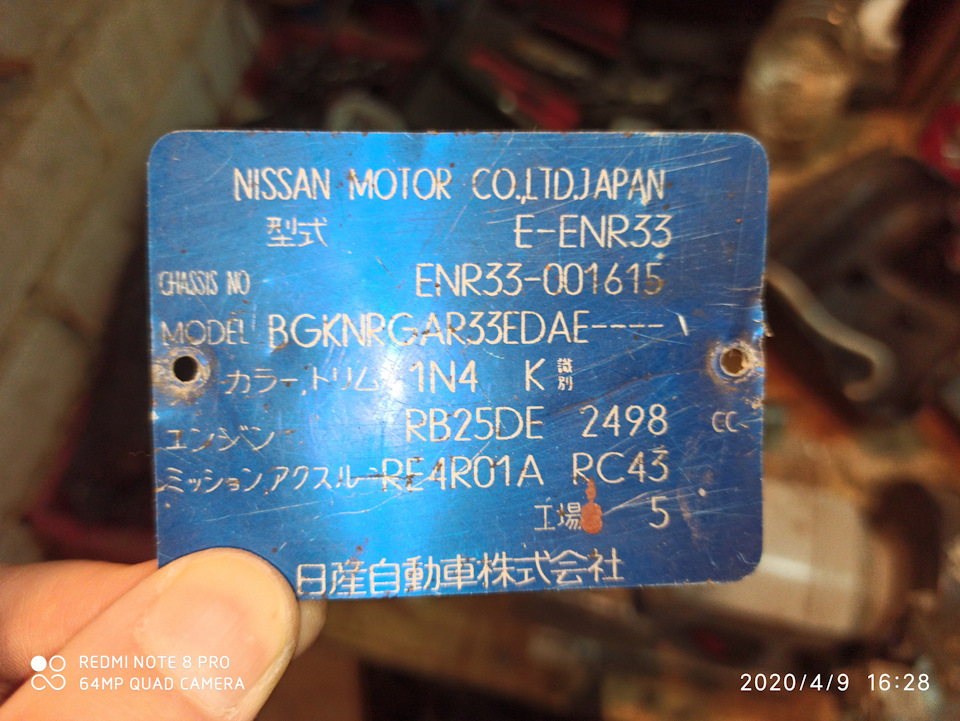 NISSAN MOTOR CO.,LTD.JAPAN
型式 E-ENR33
CHASSIS NO ENR33-001615
MODEL BGKNRGAR33EDAE----
カラー,トリム 1N4 K 識別
エンジン RB25DE 2498 CC
ミッション,アクスル RE4R01A RC43
工場 5
日産自動車株式会社
REDMI NOTE 8 PRO
64MP QUAD CAMERA
2020/4/9 16:28